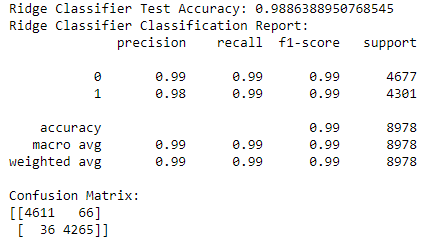 Ridge Classifier Test Accuracy: 0.9886388950768545
Ridge Classifier Classification Report:
              precision    recall  f1-score   support

           0       0.99      0.99      0.99      4677
           1       0.98      0.99      0.99      4301

    accuracy                           0.99      8978
   macro avg       0.99      0.99      0.99      8978
weighted avg       0.99      0.99      0.99      8978

Confusion Matrix:
[[4611   66]
 [  36 4265]]